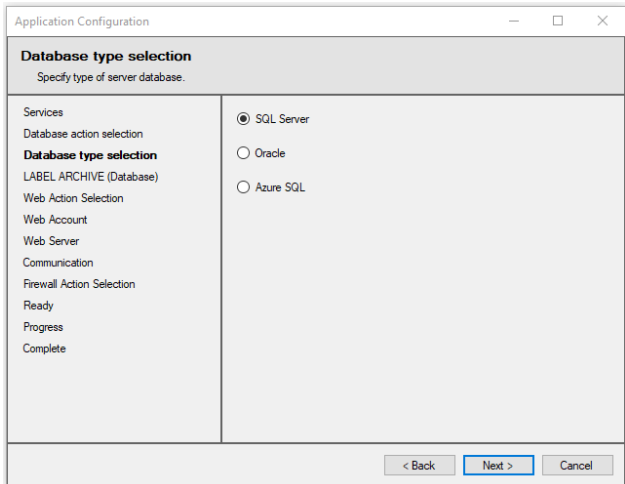 Application Configuration
Database type selection
Specify type of server database.
Services
Database action selection
Database type selection
LABEL ARCHIVE (Database)
Web Action Selection
Web Account
Web Server
Communication
Firewall Action Selection
Ready
Progress
Complete
SQL Server
Oracle
Azure SQL
< Back
Next >
Cancel